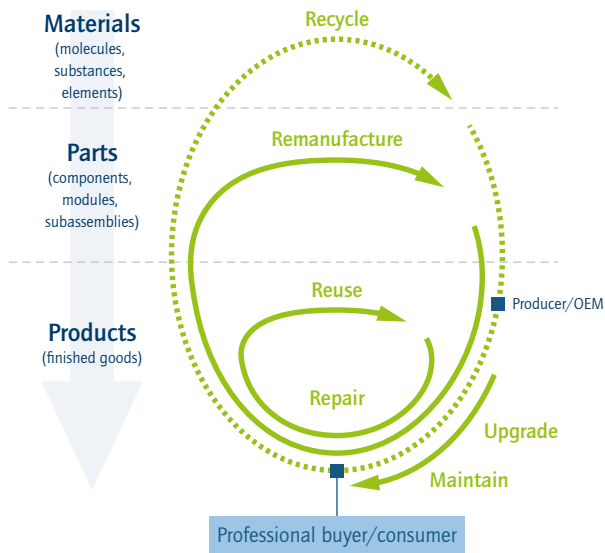 Materials
(molecules,
substances,
elements)
Recycle
Parts
(components,
modules,
subassemblies)
Remanufacture
Products
(finished goods)
Reuse
Producer/OEM
Repair
Upgrade
Maintain
Professional buyer/consumer